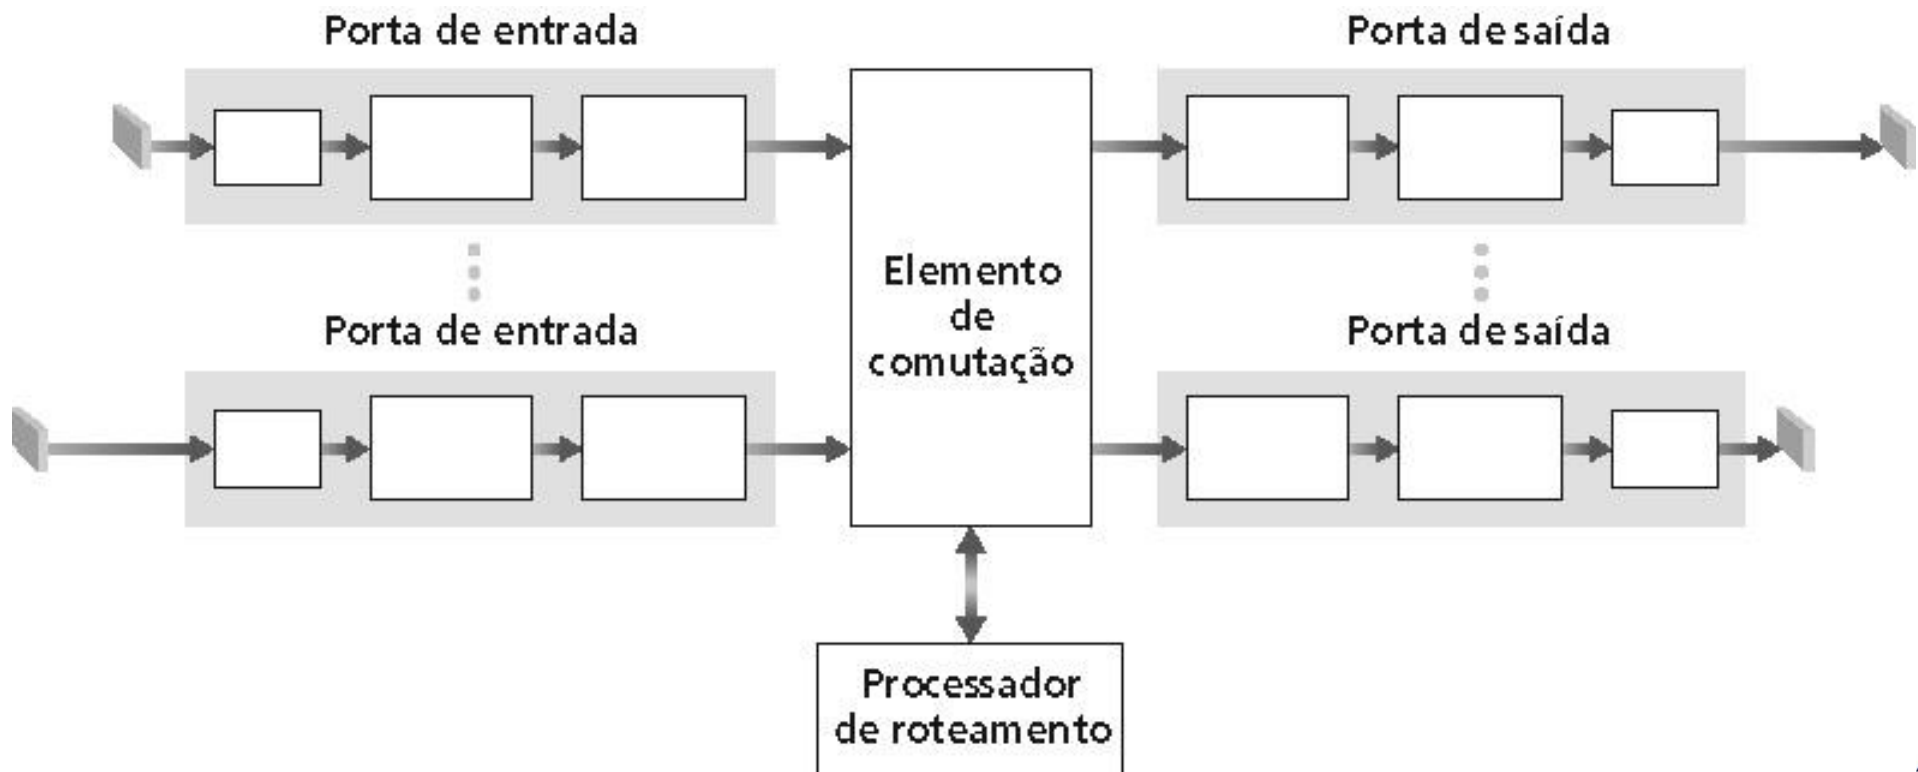 Porta de entrada
Porta de saída
Elemento
de
comutação
Porta de entrada
Porta de saída
Processador
de roteamento